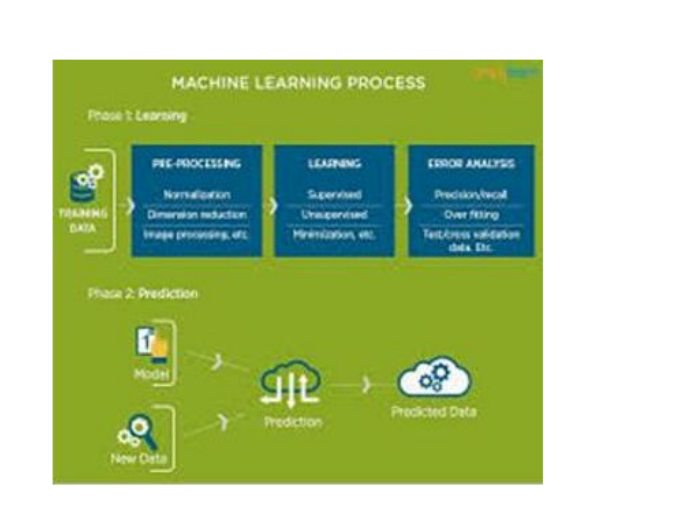 MACHINE LEARNING PROCESS
Phase 1: Learning
TRAINING
DATA
PRE-PROCESSING
Normalization
Dimension reduction
Image processing, etc.
LEARNING
Supervised
Unsupervised
Minimization, etc.
ERROR ANALYSIS
Precision/recall
Over fitting
Test/cross validation
data. Etc.
Phase 2: Prediction
Model
New Data
Prediction
Predicted Data